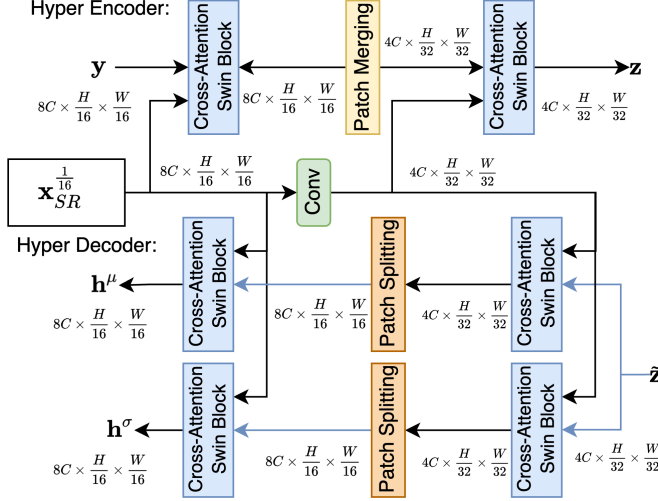 Hyper Encoder:
y
8C × H/16 × W/16
Cross-Attention
Swin Block
8C × H/16 × W/16
Patch Merging
4C × H/32 × W/32
Cross-Attention
Swin Block
z
4C × H/32 × W/32
x_{SR}^{1/16}
8C × H/16 × W/16
Conv
4C × H/32 × W/32
Hyper Decoder:
h^μ
8C × H/16 × W/16
Cross-Attention
Swin Block
8C × H/16 × W/16
Patch Splitting
4C × H/32 × W/32
Cross-Attention
Swin Block
z̃
h^σ
8C × H/16 × W/16
Cross-Attention
Swin Block
8C × H/16 × W/16
Patch Splitting
4C × H/32 × W/32
Cross-Attention
Swin Block
4C × H/32 × W/32